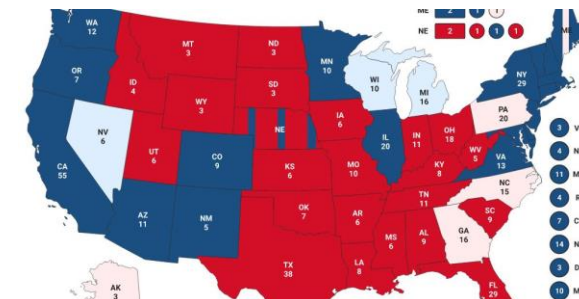 ME 2 1 1
NE 2 1 1 1
WA
12
OR
7
CA
55
NV
6
ID
4
MT
3
WY
3
UT
6
AZ
11
CO
9
NM
5
ND
3
SD
3
NE
KS
6
OK
7
TX
38
MN
10
IA
6
MO
10
AR
6
LA
8
WI
10
IL
20
MI
16
IN
11
OH
18
KY
8
TN
11
MS
6
AL
9
GA
16
FL
29
SC
9
NC
15
VA
13
WV
5
PA
20
NY
29
AK
3
3 V
4 N
11 M
4 R
7 C
14 N
3 D
10 M